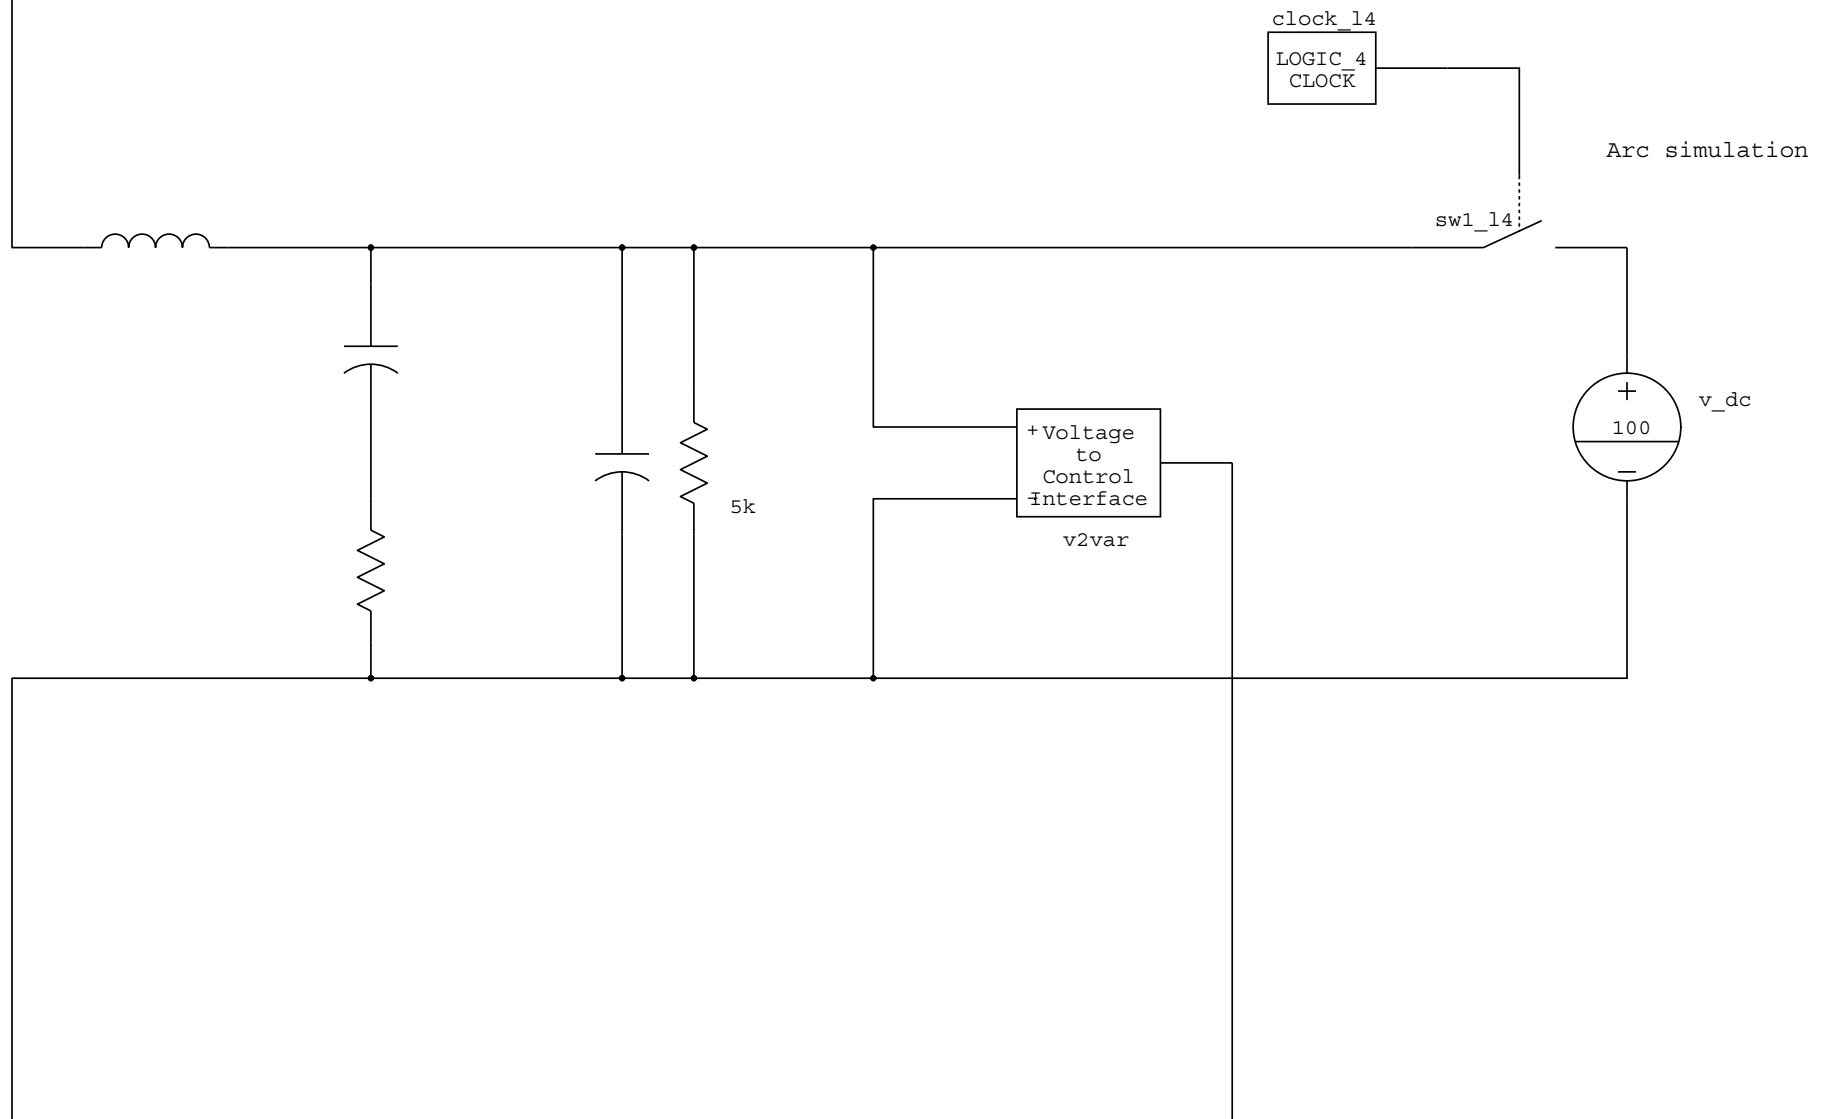 clock_l4
LOGIC_4
CLOCK
Arc simulation
sw1_l4
+
v_dc
100
−
+Voltage
to
Control
-Interface
5k
v2var